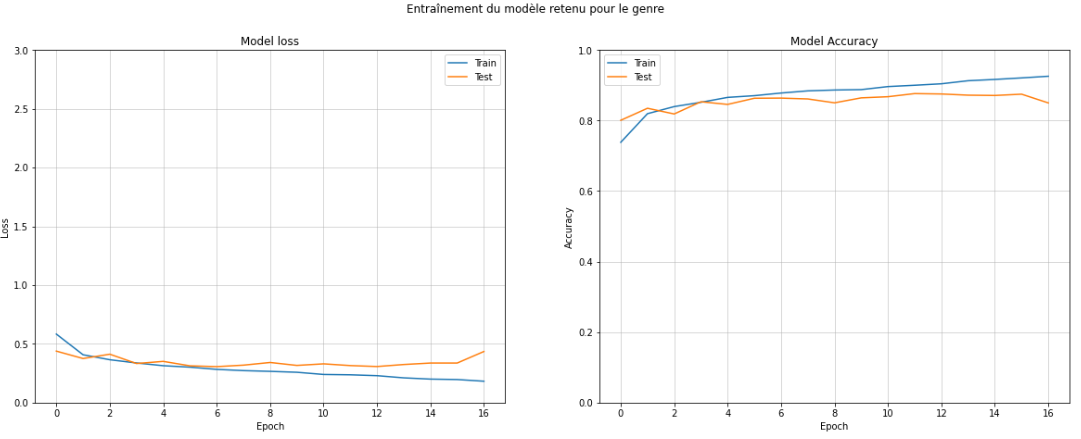 Entraînement du modèle retenu pour le genre
Model loss
3.0
2.5
2.0
1.5
1.0
0.5
0.0
Loss
0 2 4 6 8 10 12 14 16
Epoch
Train
Test
Model Accuracy
1.0
0.8
0.6
0.4
0.2
0.0
Accuracy
0 2 4 6 8 10 12 14 16
Epoch
Train
Test